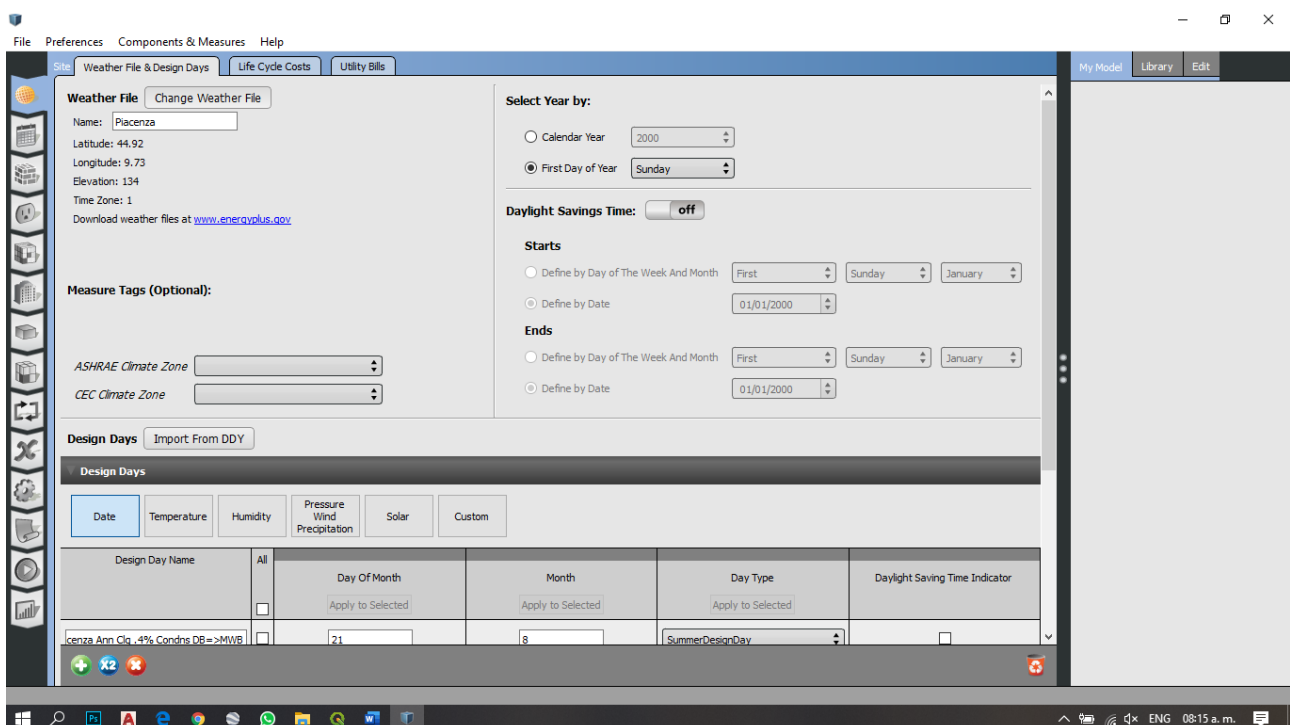 File Preferences Components & Measures Help
Site Weather File & Design Days Life Cycle Costs Utility Bills
My Model Library Edit
Weather File Change Weather File
Name: Piacenza
Latitude: 44.92
Longitude: 9.73
Elevation: 134
Time Zone: 1
Download weather files at www.energyplus.gov
Measure Tags (Optional):
ASHRAE Climate Zone
CEC Climate Zone
Select Year by:
Calendar Year 2000
First Day of Year Sunday
Daylight Savings Time: off
Starts
Define by Day of The Week And Month First Sunday January
Define by Date 01/01/2000
Ends
Define by Day of The Week And Month First Sunday January
Define by Date 01/01/2000
Design Days Import From DDY
Design Days
Date Temperature Humidity Pressure Wind Precipitation Solar Custom
Design Day Name All Day Of Month Month Day Type Daylight Saving Time Indicator
Apply to Selected Apply to Selected Apply to Selected
cenza Ann Clg .4% Condns DB=>MWB 21 8 SummerDesignDay
X2
Ps A W
ENG 08:15 a. m.